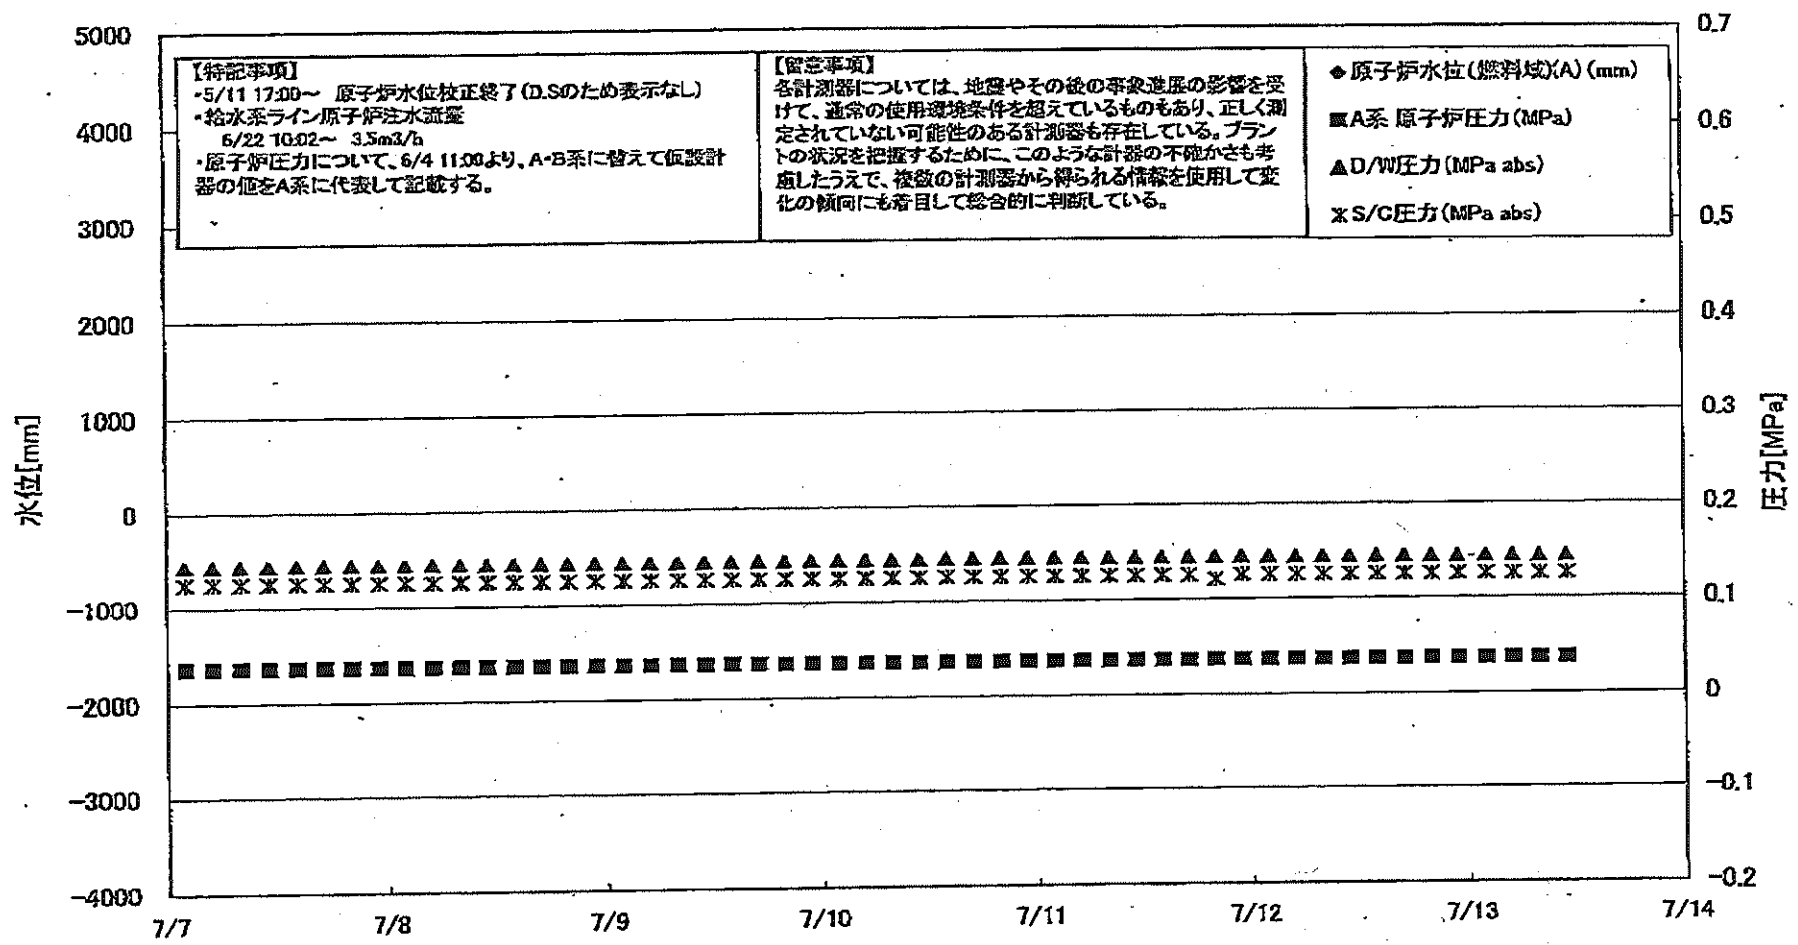 5000
4000
3000
2000
1000
0
-1000
-2000
-3000
-4000
水位[mm]
【特記事項】
・5/11 17:00～ 原子炉水位校正終了(D.Sのため表示なし)
・給水系ライン原子炉注水流量
6/22 10:02～ 3.5m3/h
・原子炉圧力について、6/4 11:00より、A・B系に替えて仮設計
器の値をA系に代表して記載する。
【留意事項】
各計測器については、地震やその後の事象進展の影響を受
けて、通常の使用環境条件を超えているものもあり、正しく測
定されていない可能性のある計測器も存在している。プラン
トの状況を把握するために、このような計器の不確かさも考
慮したうえで、複数の計測器から得られる情報を使用して変
化の傾向にも着目して総合的に判断している。
原子炉水位(燃料域)(A)(mm)
A系 原子炉圧力(MPa)
D/W圧力(MPa abs)
S/C圧力(MPa abs)
0.7
0.6
0.5
0.4
0.3
0.2
0.1
0
-0.1
-0.2
圧力[MPa]
7/7
7/8
7/9
7/10
7/11
7/12
7/13
7/14